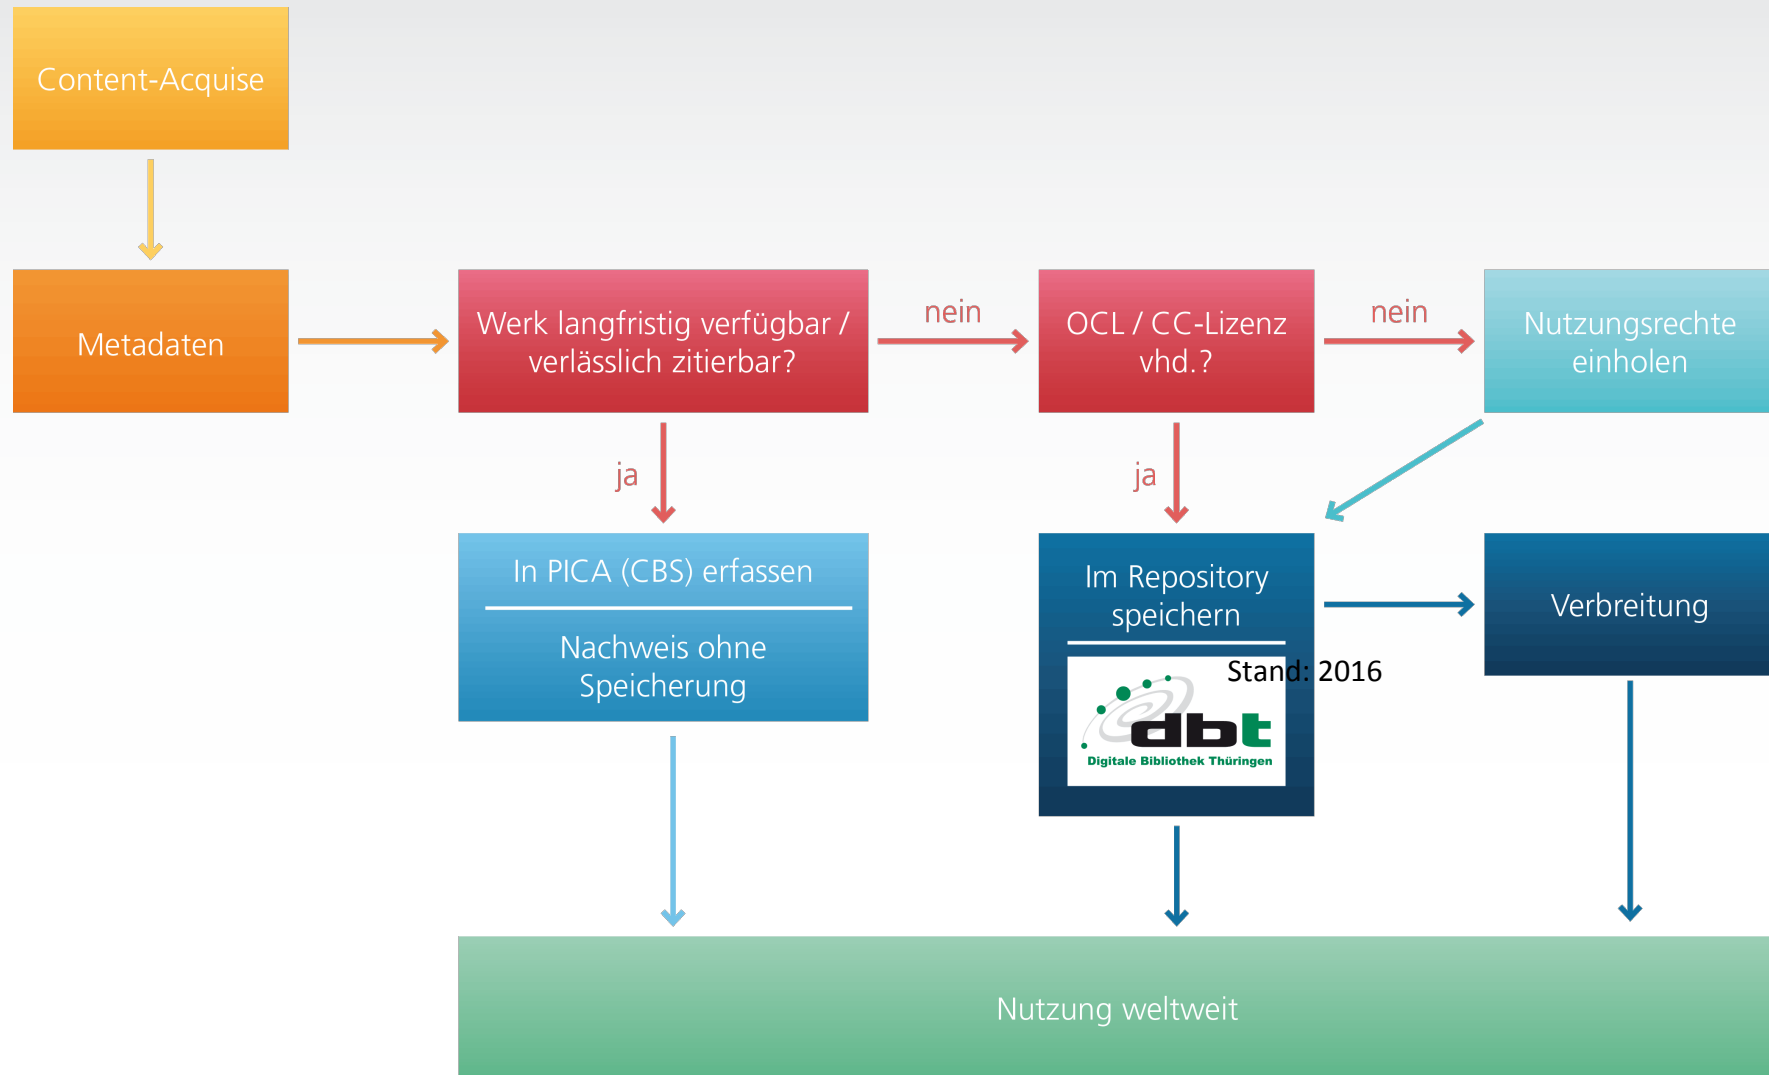 Content-Acquise
Metadaten
Werk langfristig verfügbar /
verlässlich zitierbar?
nein
OCL / CC-Lizenz
vhd.?
nein
Nutzungsrechte
einholen
ja
ja
In PICA (CBS) erfassen
Nachweis ohne
Speicherung
Im Repository
speichern
Stand: 2016
dbt
Digitale Bibliothek Thüringen
Verbreitung
Nutzung weltweit